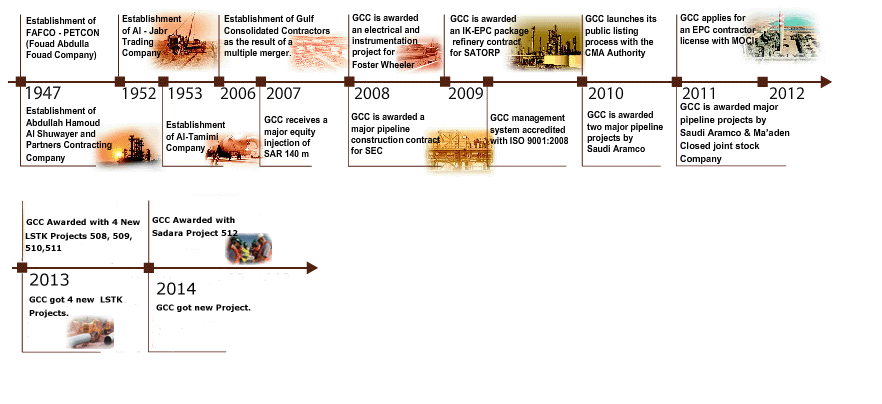 Establishment of
FAFCO - PETCON
(Fouad Abdulla
Fouad Company)
Establishment
of Al - Jabr
Trading
Company
Establishment of Gulf
Consolidated Contractors
as the result of a
multiple merger.
GCC is awarded
an electrical and
instrumentation
project for
Foster Wheeler
GCC is awarded
an IK-EPC package
refinery contract
for SATORP
GCC launches its
public listing
process with the
CMA Authority
GCC applies for
an EPC contractor
license with MOCI
1947
1952
1953
2006
2007
2008
2009
2010
2011
2012
Establishment of
Abdullah Hamoud
Al Shuwayer and
Partners Contracting
Company
Establishment
of Al-Tamimi
Company
GCC receives a
major equity
injection of
SAR 140 m
GCC is awarded a
major pipeline
construction contract
for SEC
GCC management
system accredited
with ISO 9001:2008
GCC is awarded
two major pipeline
projects by
Saudi Aramco
GCC is awarded major
pipeline projects by
Saudi Aramco & Ma'aden
Closed joint stock
Company
GCC Awarded with 4 New
LSTK Projects 508, 509,
510,511
GCC Awarded with
Sadara Project 512
2013
2014
GCC got 4 new LSTK
Projects.
GCC got new Project.